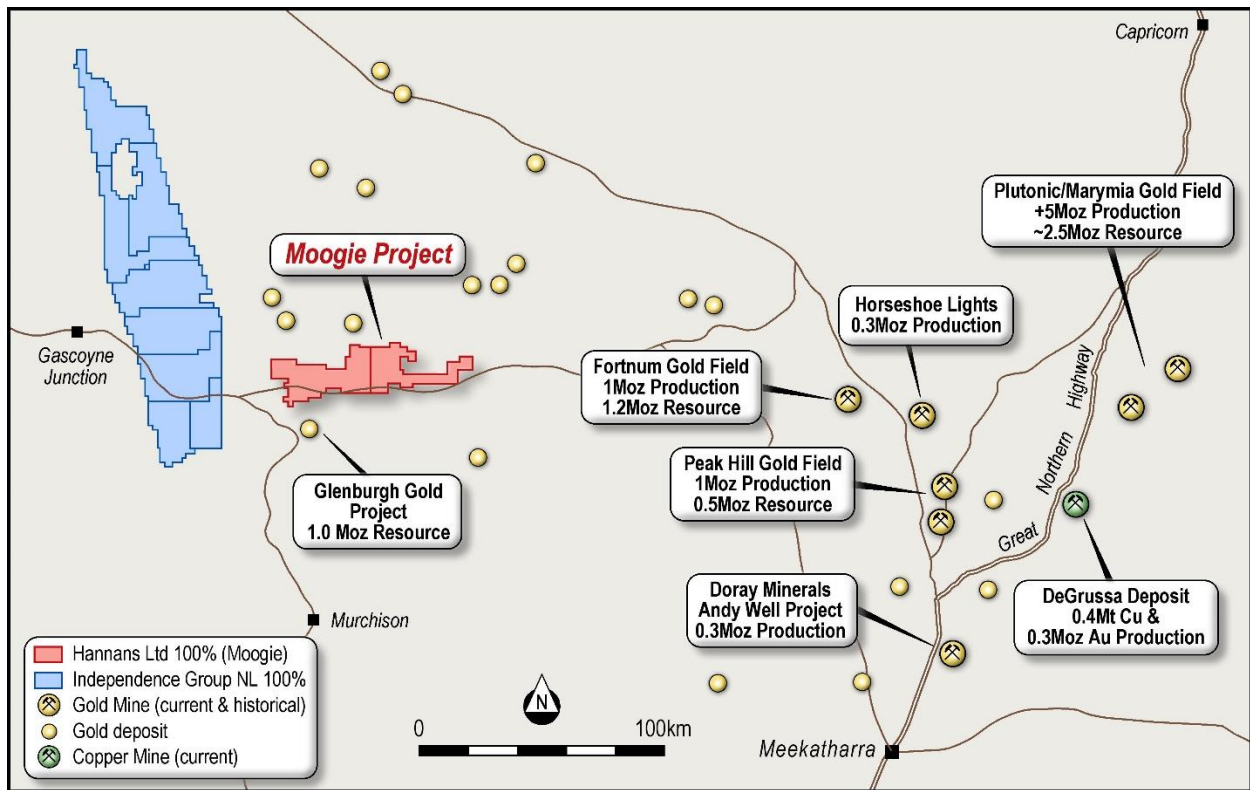 Capricorn
Plutonic/Marymia Gold Field
+5Moz Production
~2.5Moz Resource
Moogie Project
Horseshoe Lights
0.3Moz Production
Gascoyne
Junction
Fortnum Gold Field
1Moz Production
1.2Moz Resource
Great Northern Highway
Peak Hill Gold Field
1Moz Production
0.5Moz Resource
Glenburgh Gold
Project
1.0 Moz Resource
Doray Minerals
Andy Well Project
0.3Moz Production
DeGrussa Deposit
0.4Mt Cu &
0.3Moz Au Production
Murchison
Hannans Ltd 100% (Moogie)
Independence Group NL 100%
Gold Mine (current & historical)
Gold deposit
Copper Mine (current)
N
0 100km
Meekatharra